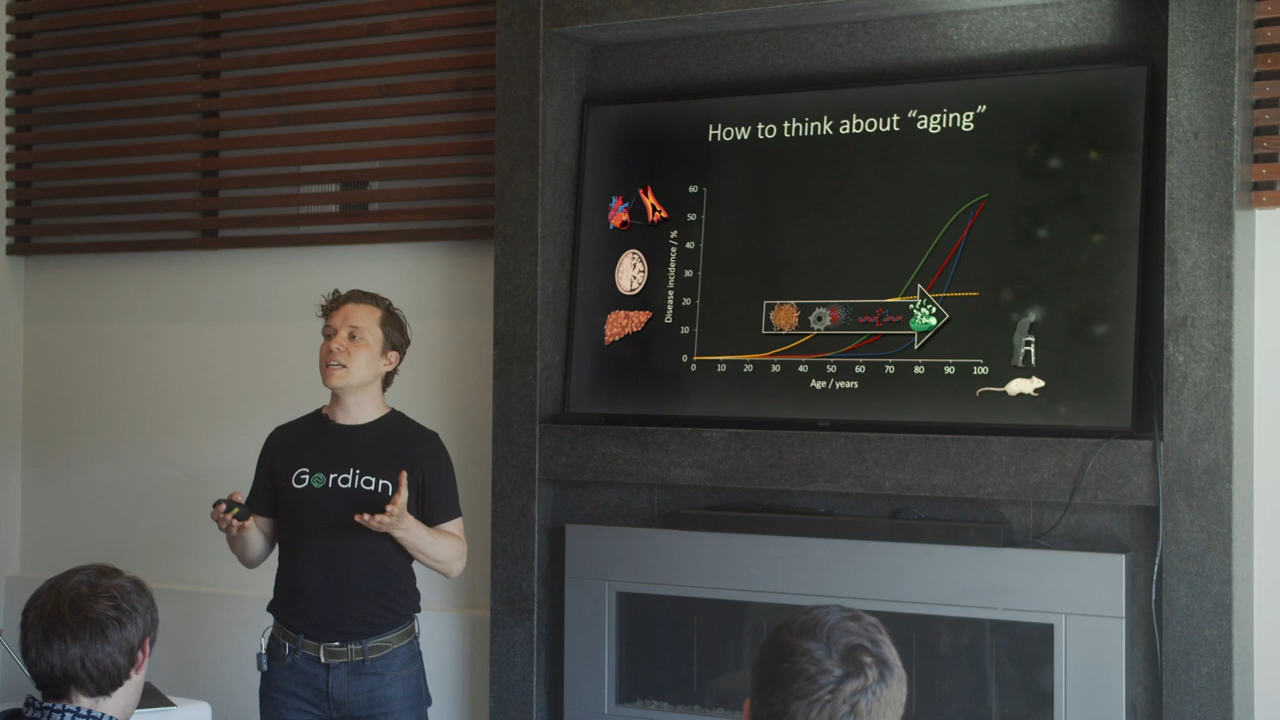 How to think about “aging”
60
50
40
30
20
10
0
Disease incidence / %
0 10 20 30 40 50 60 70 80 90 100
Age / years
Gordian